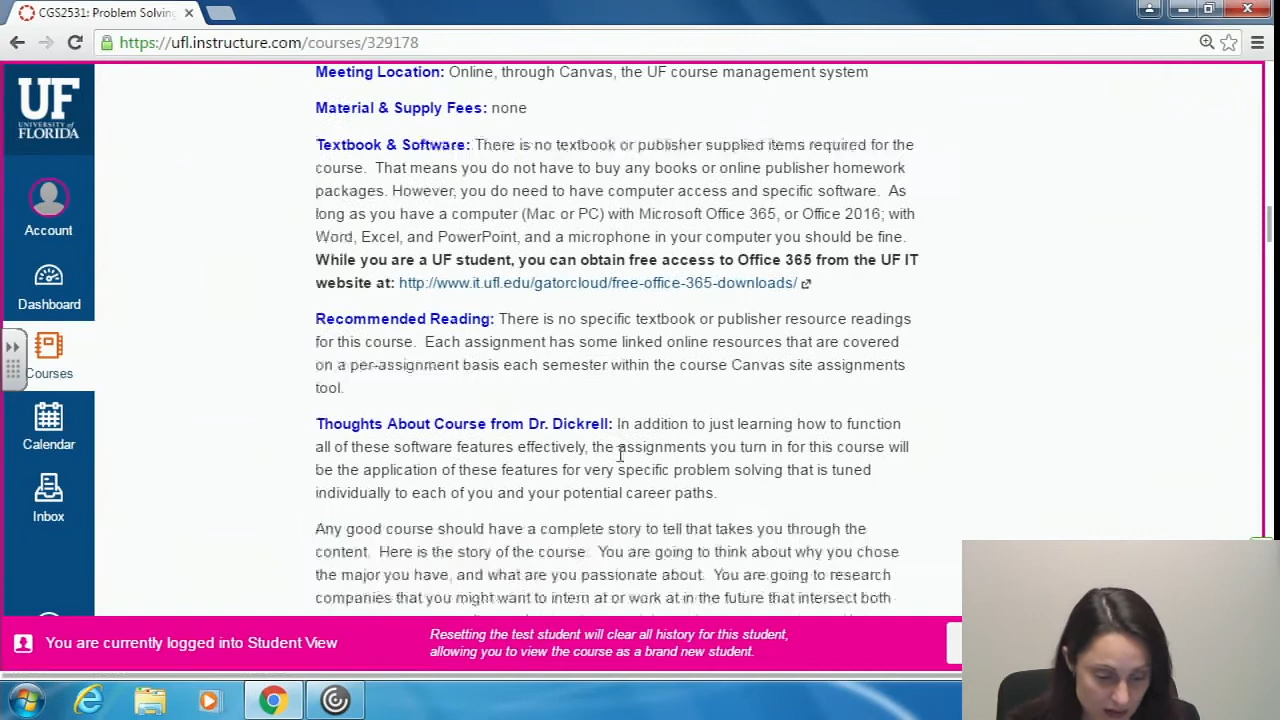 CGS2531: Problem Solving
https://ufl.instructure.com/courses/329178
UF
UNIVERSITY of
FLORIDA
Account
Dashboard
Courses
Calendar
Inbox
Meeting Location: Online, through Canvas, the UF course management system
Material & Supply Fees: none
Textbook & Software: There is no textbook or publisher supplied items required for the
course. That means you do not have to buy any books or online publisher homework
packages. However, you do need to have computer access and specific software. As
long as you have a computer (Mac or PC) with Microsoft Office 365, or Office 2016; with
Word, Excel, and PowerPoint, and a microphone in your computer you should be fine.
While you are a UF student, you can obtain free access to Office 365 from the UF IT
website at: http://www.it.ufl.edu/gatorcloud/free-office-365-downloads/
Recommended Reading: There is no specific textbook or publisher resource readings
for this course. Each assignment has some linked online resources that are covered
on a per-assignment basis each semester within the course Canvas site assignments
tool.
Thoughts About Course from Dr. Dickrell: In addition to just learning how to function
all of these software features effectively, the assignments you turn in for this course will
be the application of these features for very specific problem solving that is tuned
individually to each of you and your potential career paths.
Any good course should have a complete story to tell that takes you through the
content. Here is the story of the course. You are going to think about why you chose
the major you have, and what are you passionate about. You are going to research
companies that you might want to intern at or work at in the future that intersect both
You are currently logged into Student View
Resetting the test student will clear all history for this student,
allowing you to view the course as a brand new student.